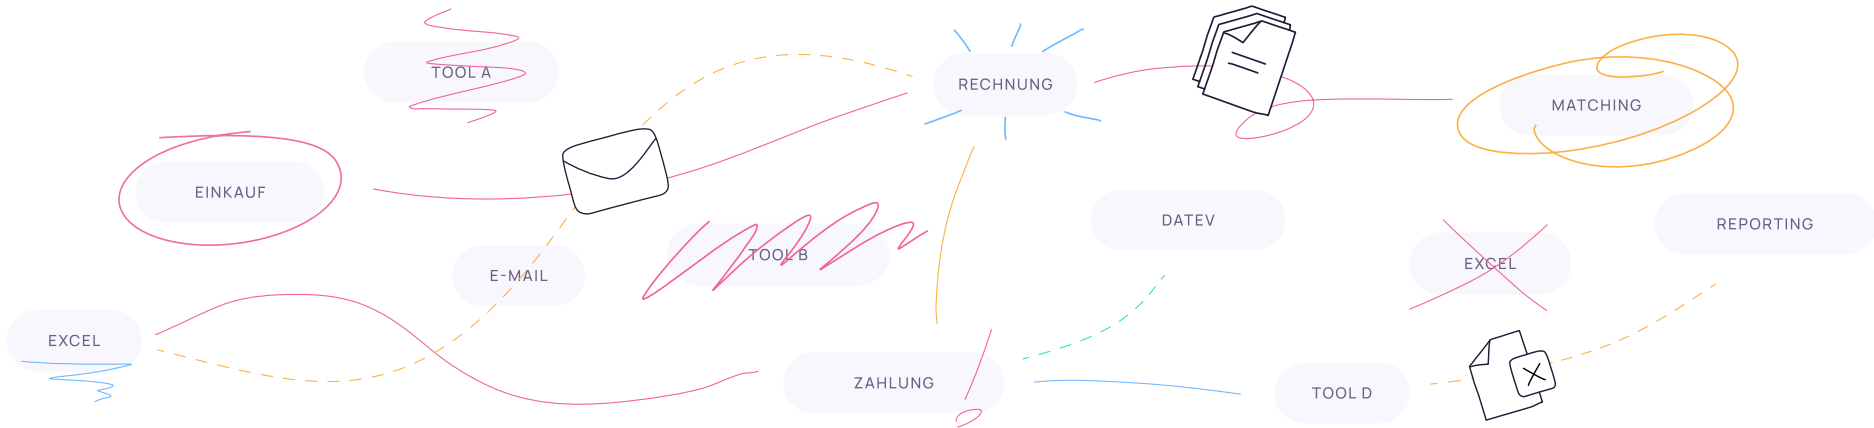 TOOL A
RECHNUNG
MATCHING
EINKAUF
DATEV
REPORTING
E-MAIL
TOOL B
EXCEL
EXCEL
ZAHLUNG
TOOL D